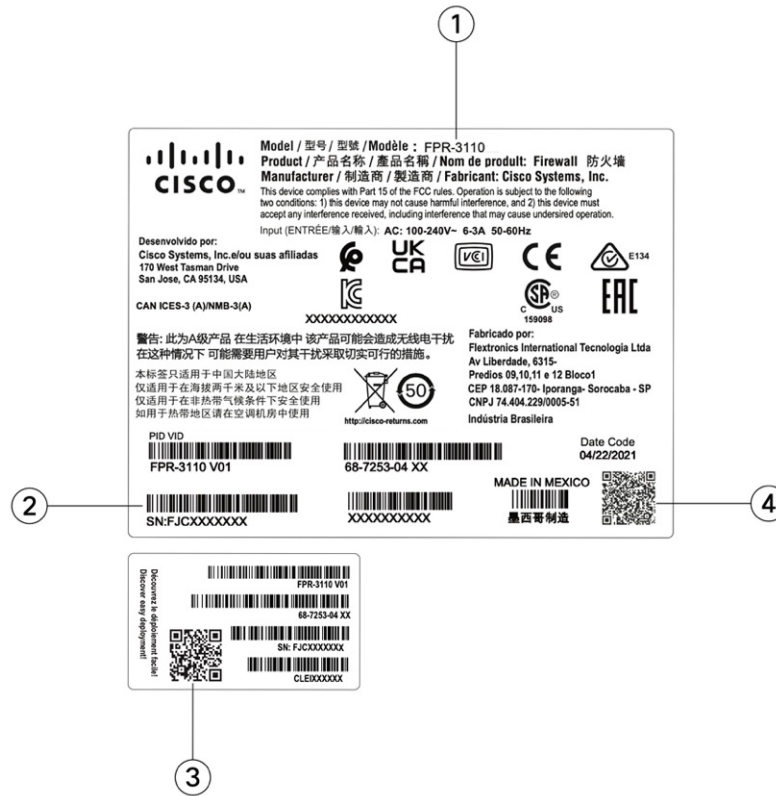 1
Model / 型号 / 型號 / Modèle : FPR-3110
Product / 产品名称 / 產品名稱 / Nom de produit: Firewall 防火墙
Manufacturer / 制造商 / 製造商 / Fabricant: Cisco Systems, Inc.
This device complies with Part 15 of the FCC rules. Operation is subject to the following
two conditions: 1) this device may not cause harmful interference, and 2) this device must
accept any interference received, including interference that may cause undersired operation.
Input (ENTRÉE/输入/輸入): AC: 100-240V~ 6-3A 50-60Hz
CISCO TM
Desenvolvido por:
Cisco Systems, Inc.e/ou suas afiliadas
170 West Tasman Drive
San Jose, CA 95134, USA
CAN ICES-3 (A)/NMB-3(A)
UK
CA
VCI
CE
E134
KC
XXXXXXXXXXXX
C SA ® US
159098
EAC
警告: 此为A级产品 在生活环境中 该产品可能会造成无线电干扰
在这种情况下 可能需要用户对其干扰采取切实可行的措施。
本标签只适用于中国大陆地区
仅适用于在海拔两千米及以下地区安全使用
仅适用于在非热带气候条件下安全使用
如用于热带地区请在空调机房中使用
50
http://cisco-returns.com
Fabricado por:
Flextronics International Tecnologia Ltda
Av Liberdade, 6315-
Predios 09,10,11 e 12 Bloco1
CEP 18.087-170- Iporanga- Sorocaba - SP
CNPJ 74.404.229/0005-51
Indústria Brasileira
PID VID
FPR-3110 V01
68-7253-04 XX
Date Code
04/22/2021
2
SN:FJCXXXXXXX
XXXXXXXXXX
MADE IN MEXICO
墨西哥制造
4
Découvrez le déploiement facile!
Discover easy deployment!
FPR-3110 V01
68-7253-04 XX
SN: FJCXXXXXXX
CLEIXXXXXX
3